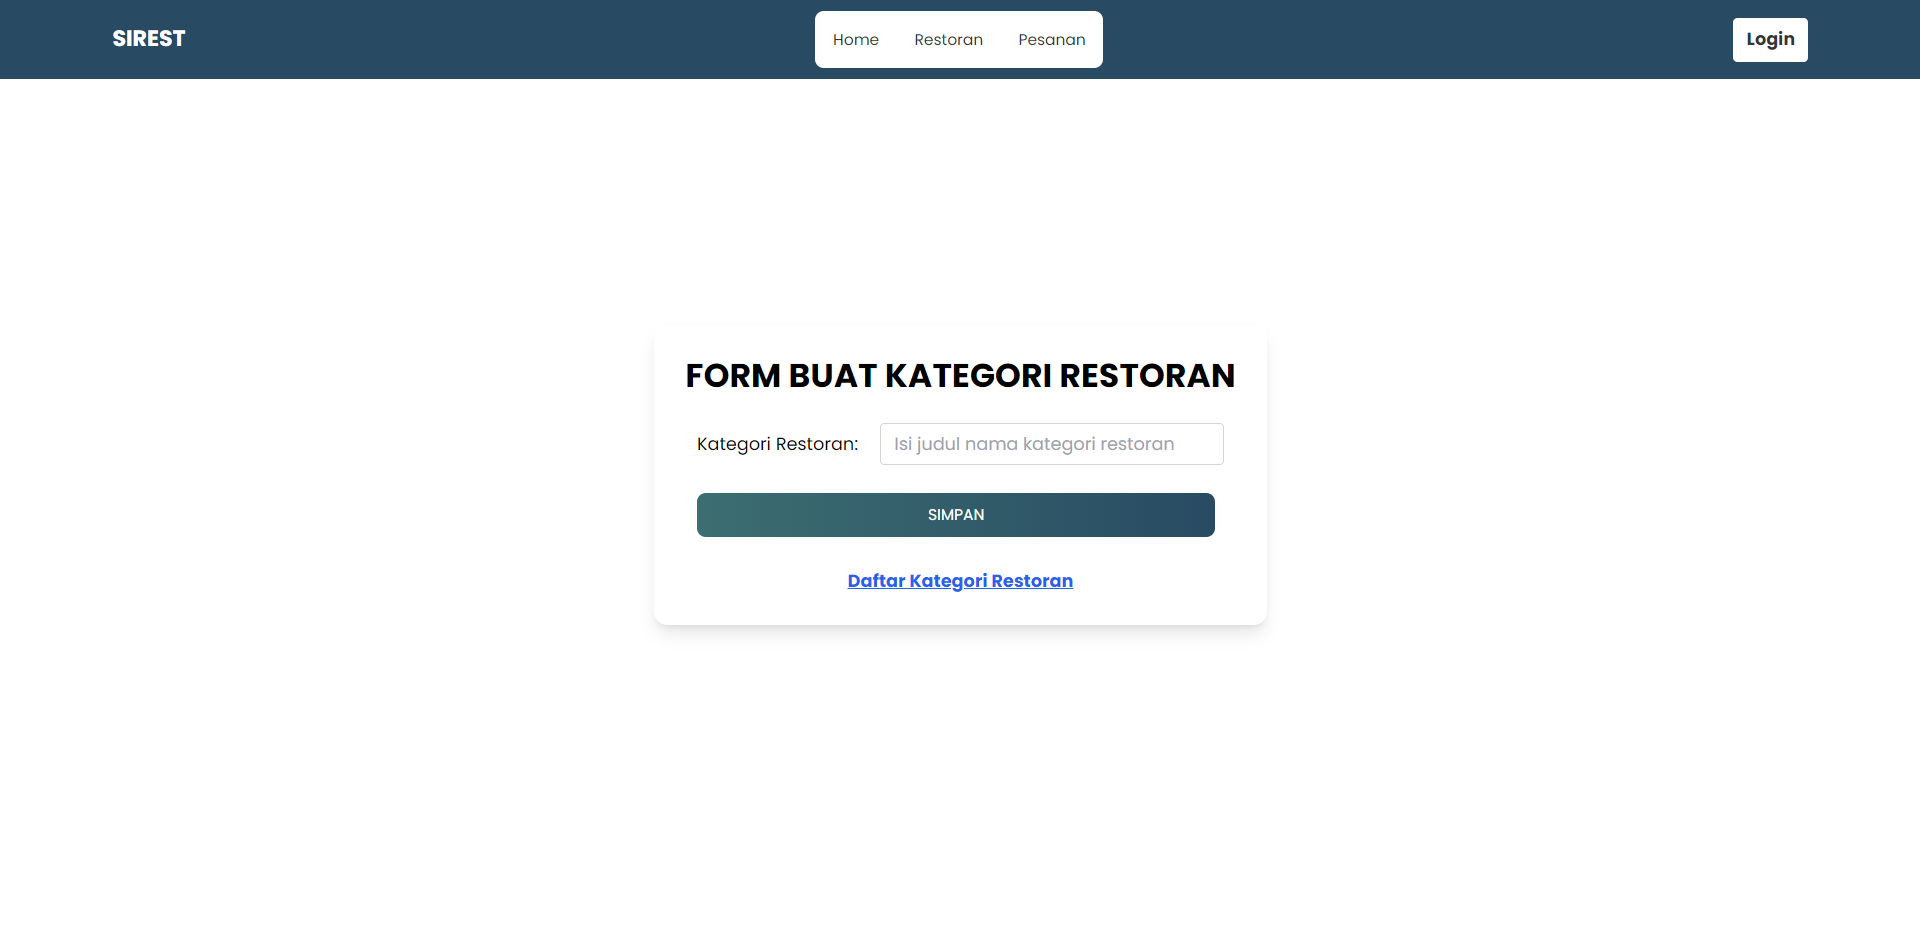 SIREST
Home Restoran Pesanan
Login
FORM BUAT KATEGORI RESTORAN
Kategori Restoran: Isi judul nama kategori restoran
SIMPAN
Daftar Kategori Restoran